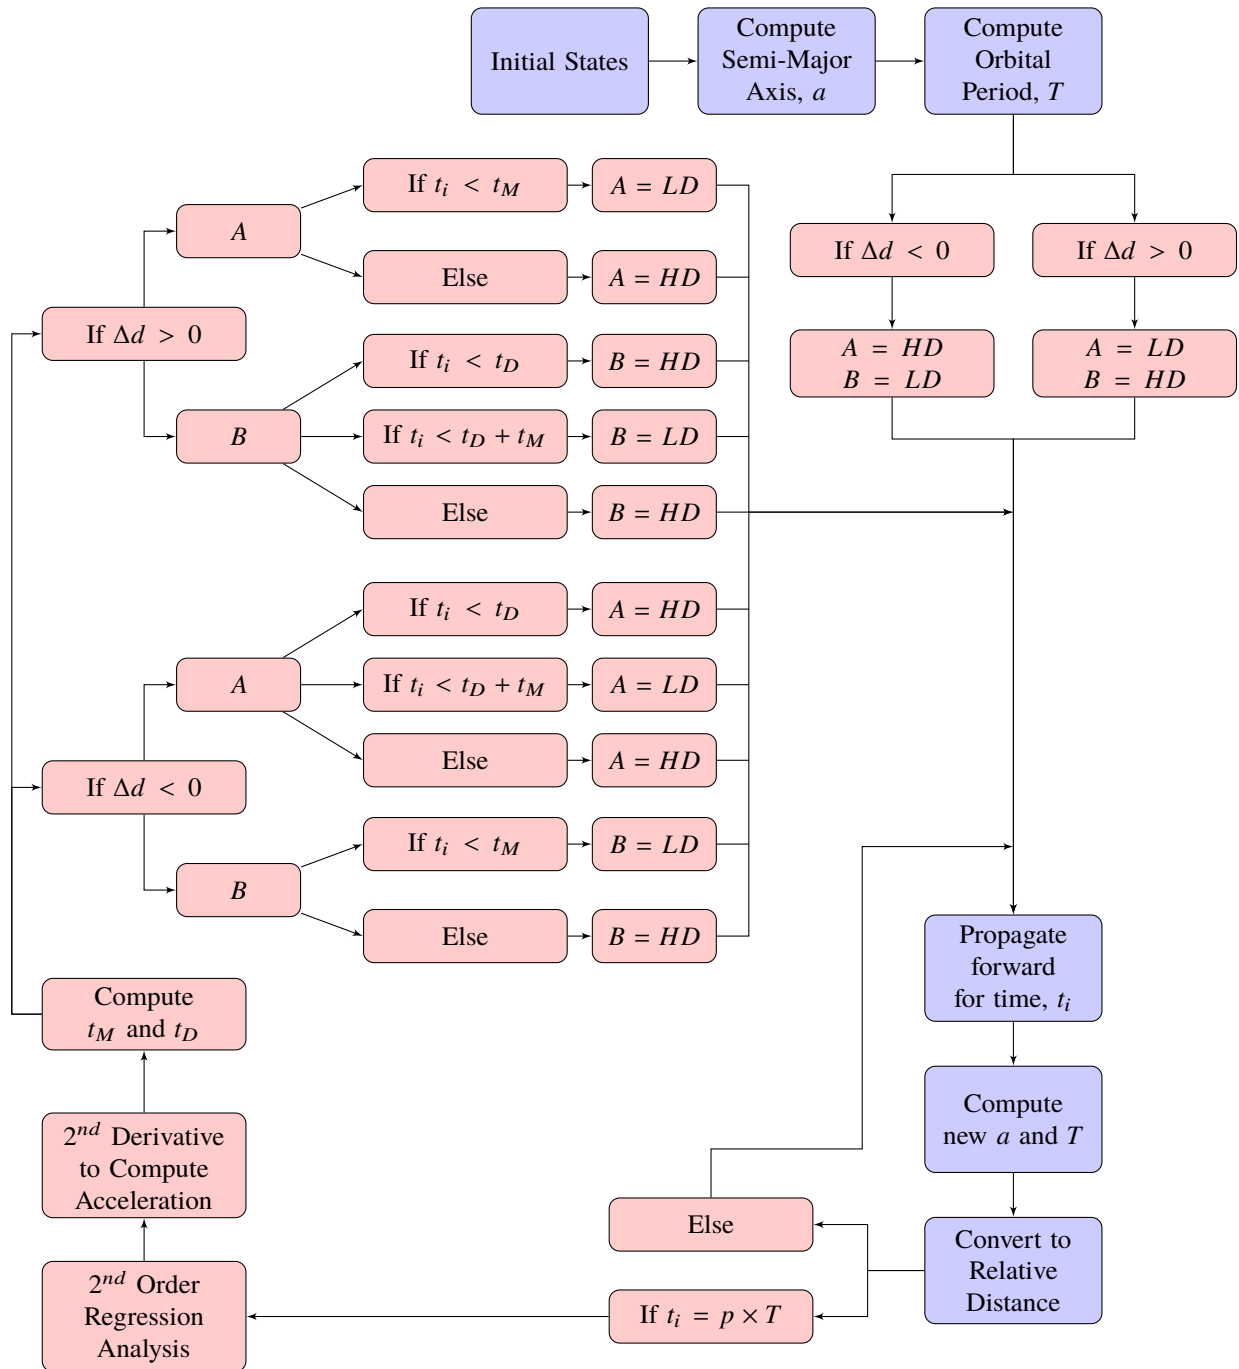 Initial States
Compute
Semi-Major
Axis, a
Compute
Orbital
Period, T
If Δd < 0
If Δd > 0
A = HD
B = LD
A = LD
B = HD
If Δd > 0
A
If t_i < t_M
A = LD
Else
A = HD
B
If t_i < t_D
B = HD
If t_i < t_D + t_M
B = LD
Else
B = HD
If Δd < 0
A
If t_i < t_D
A = HD
If t_i < t_D + t_M
A = LD
Else
A = HD
B
If t_i < t_M
B = LD
Else
B = HD
Propagate
forward
for time, t_i
Compute
new a and T
Convert to
Relative
Distance
Else
If t_i = p × T
2^nd Order
Regression
Analysis
2^nd Derivative
to Compute
Acceleration
Compute
t_M and t_D